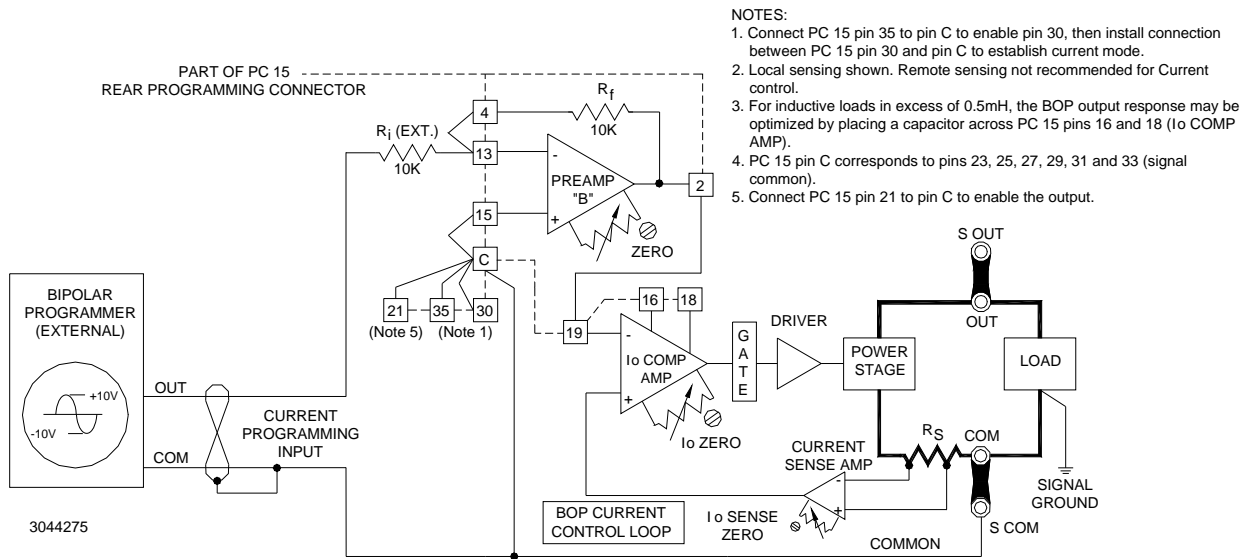 NOTES:
1. Connect PC 15 pin 35 to pin C to enable pin 30, then install connection
between PC 15 pin 30 and pin C to establish current mode.
2. Local sensing shown. Remote sensing not recommended for Current
control.
3. For inductive loads in excess of 0.5mH, the BOP output response may be
optimized by placing a capacitor across PC 15 pins 16 and 18 (Io COMP
AMP).
4. PC 15 pin C corresponds to pins 23, 25, 27, 29, 31 and 33 (signal
common).
5. Connect PC 15 pin 21 to pin C to enable the output.
PART OF PC 15
REAR PROGRAMMING CONNECTOR
Rf
10K
4
Ri (EXT.)
10K
13
-
PREAMP
"B"
+
2
15
ZERO
C
21
35
30
(Note 5)
(Note 1)
19
16
18
-
Io COMP
AMP
+
Io ZERO
GATE
DRIVER
POWER
STAGE
S OUT
OUT
LOAD
RS
COM
S COM
SIGNAL
GROUND
CURRENT
SENSE AMP
-
+
Io SENSE
ZERO
BOP CURRENT
CONTROL LOOP
COMMON
BIPOLAR
PROGRAMMER
(EXTERNAL)
+10V
-10V
OUT
COM
CURRENT
PROGRAMMING
INPUT
3044275